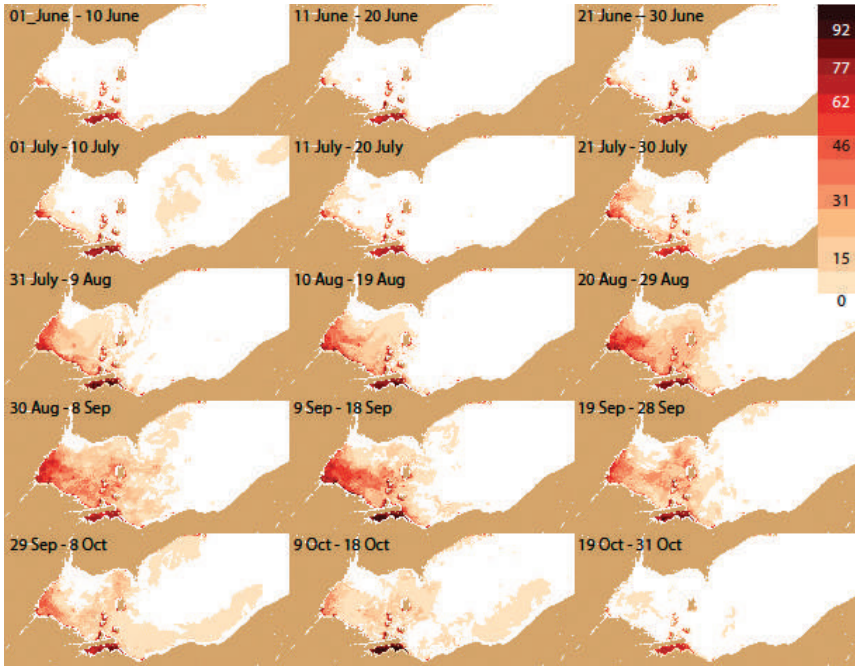 01_June - 10 June
11 June - 20 June
21 June – 30 June
01 July - 10 July
11 July - 20 July
21 July - 30 July
31 July - 9 Aug
10 Aug - 19 Aug
20 Aug - 29 Aug
30 Aug - 8 Sep
9 Sep - 18 Sep
19 Sep - 28 Sep
29 Sep - 8 Oct
9 Oct - 18 Oct
19 Oct - 31 Oct
92
77
62
46
31
15
0